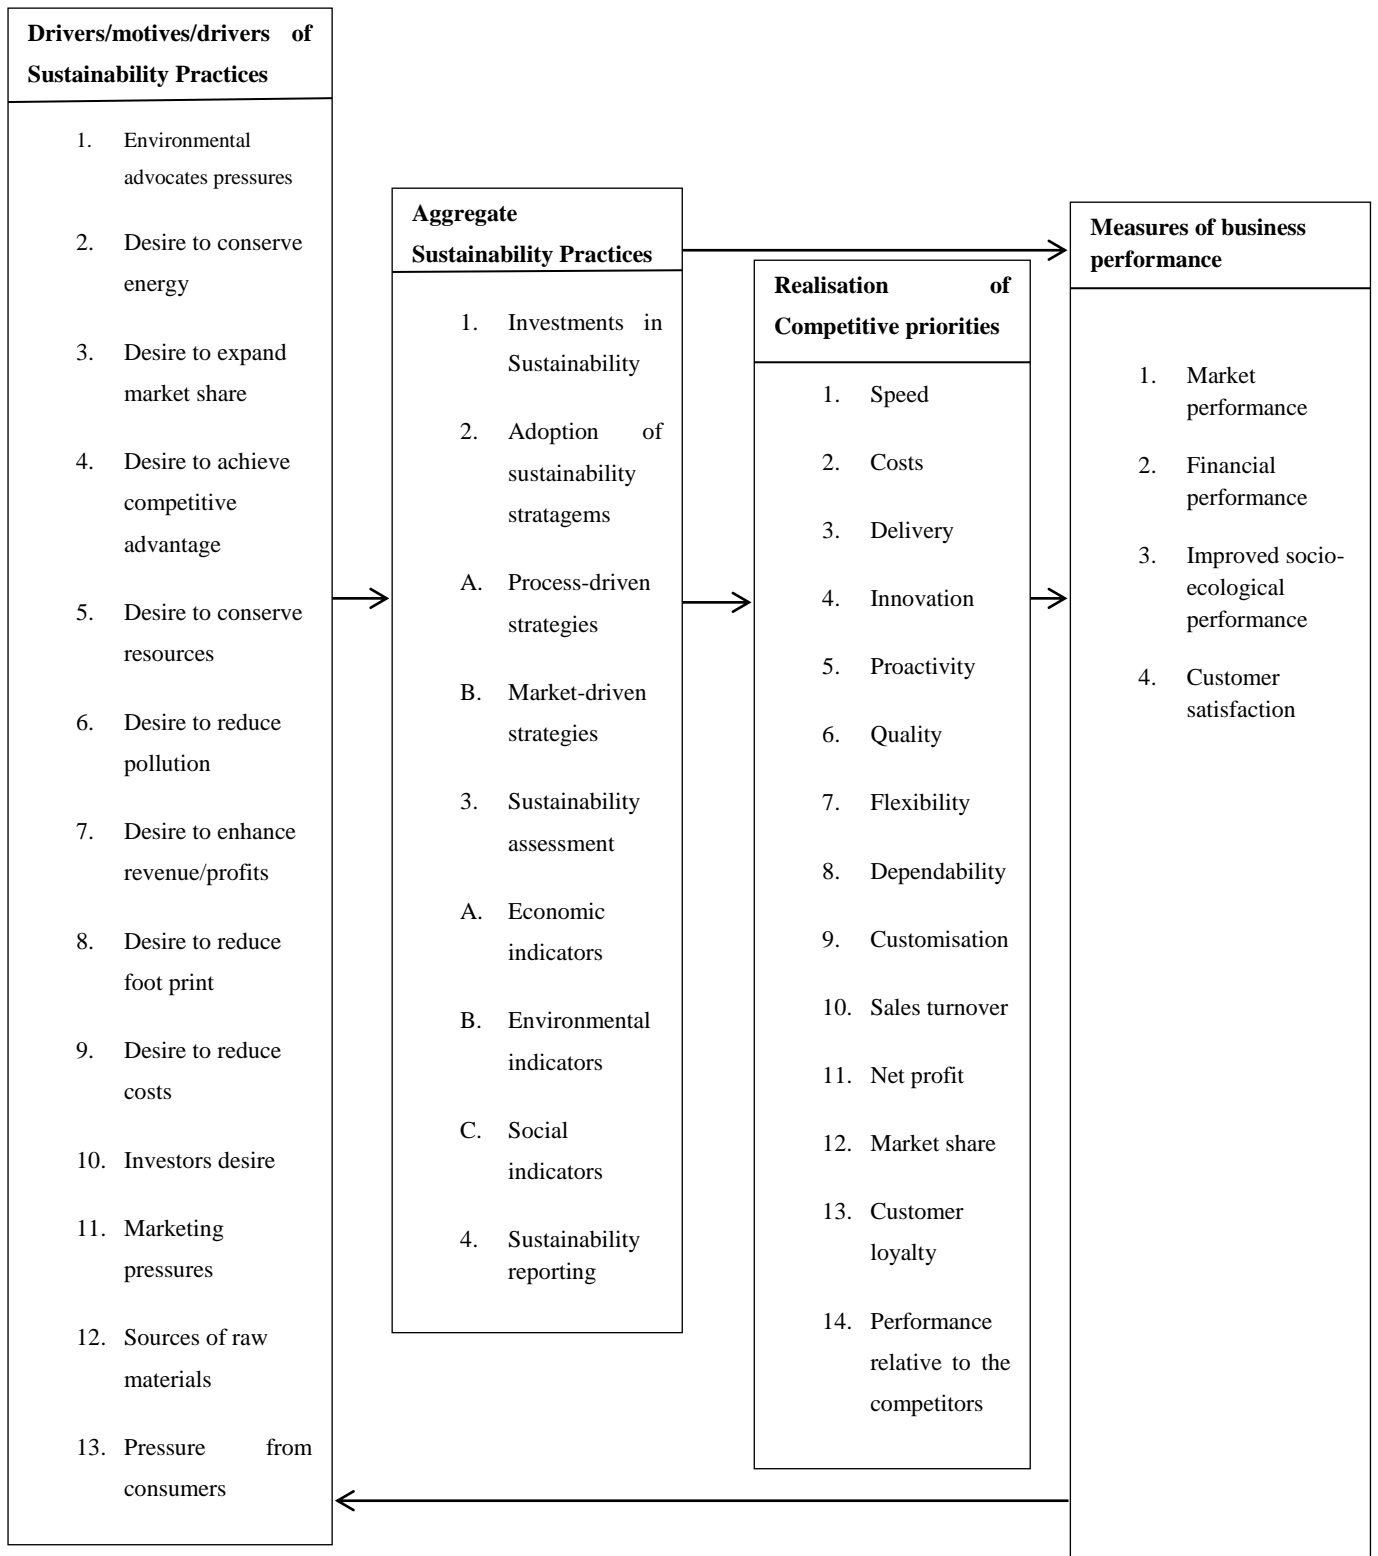 Drivers/motives/drivers of
Sustainability Practices
1. Environmental
advocates pressures
2. Desire to conserve
energy
3. Desire to expand
market share
4. Desire to achieve
competitive
advantage
5. Desire to conserve
resources
6. Desire to reduce
pollution
7. Desire to enhance
revenue/profits
8. Desire to reduce
foot print
9. Desire to reduce
costs
10. Investors desire
11. Marketing
pressures
12. Sources of raw
materials
13. Pressure from
consumers
Aggregate
Sustainability Practices
1. Investments in
Sustainability
2. Adoption of
sustainability
stratagems
A. Process-driven
strategies
B. Market-driven
strategies
3. Sustainability
assessment
A. Economic
indicators
B. Environmental
indicators
C. Social
indicators
4. Sustainability
reporting
Realisation of
Competitive priorities
1. Speed
2. Costs
3. Delivery
4. Innovation
5. Proactivity
6. Quality
7. Flexibility
8. Dependability
9. Customisation
10. Sales turnover
11. Net profit
12. Market share
13. Customer
loyalty
14. Performance
relative to the
competitors
Measures of business
performance
1. Market
performance
2. Financial
performance
3. Improved socio-
ecological
performance
4. Customer
satisfaction